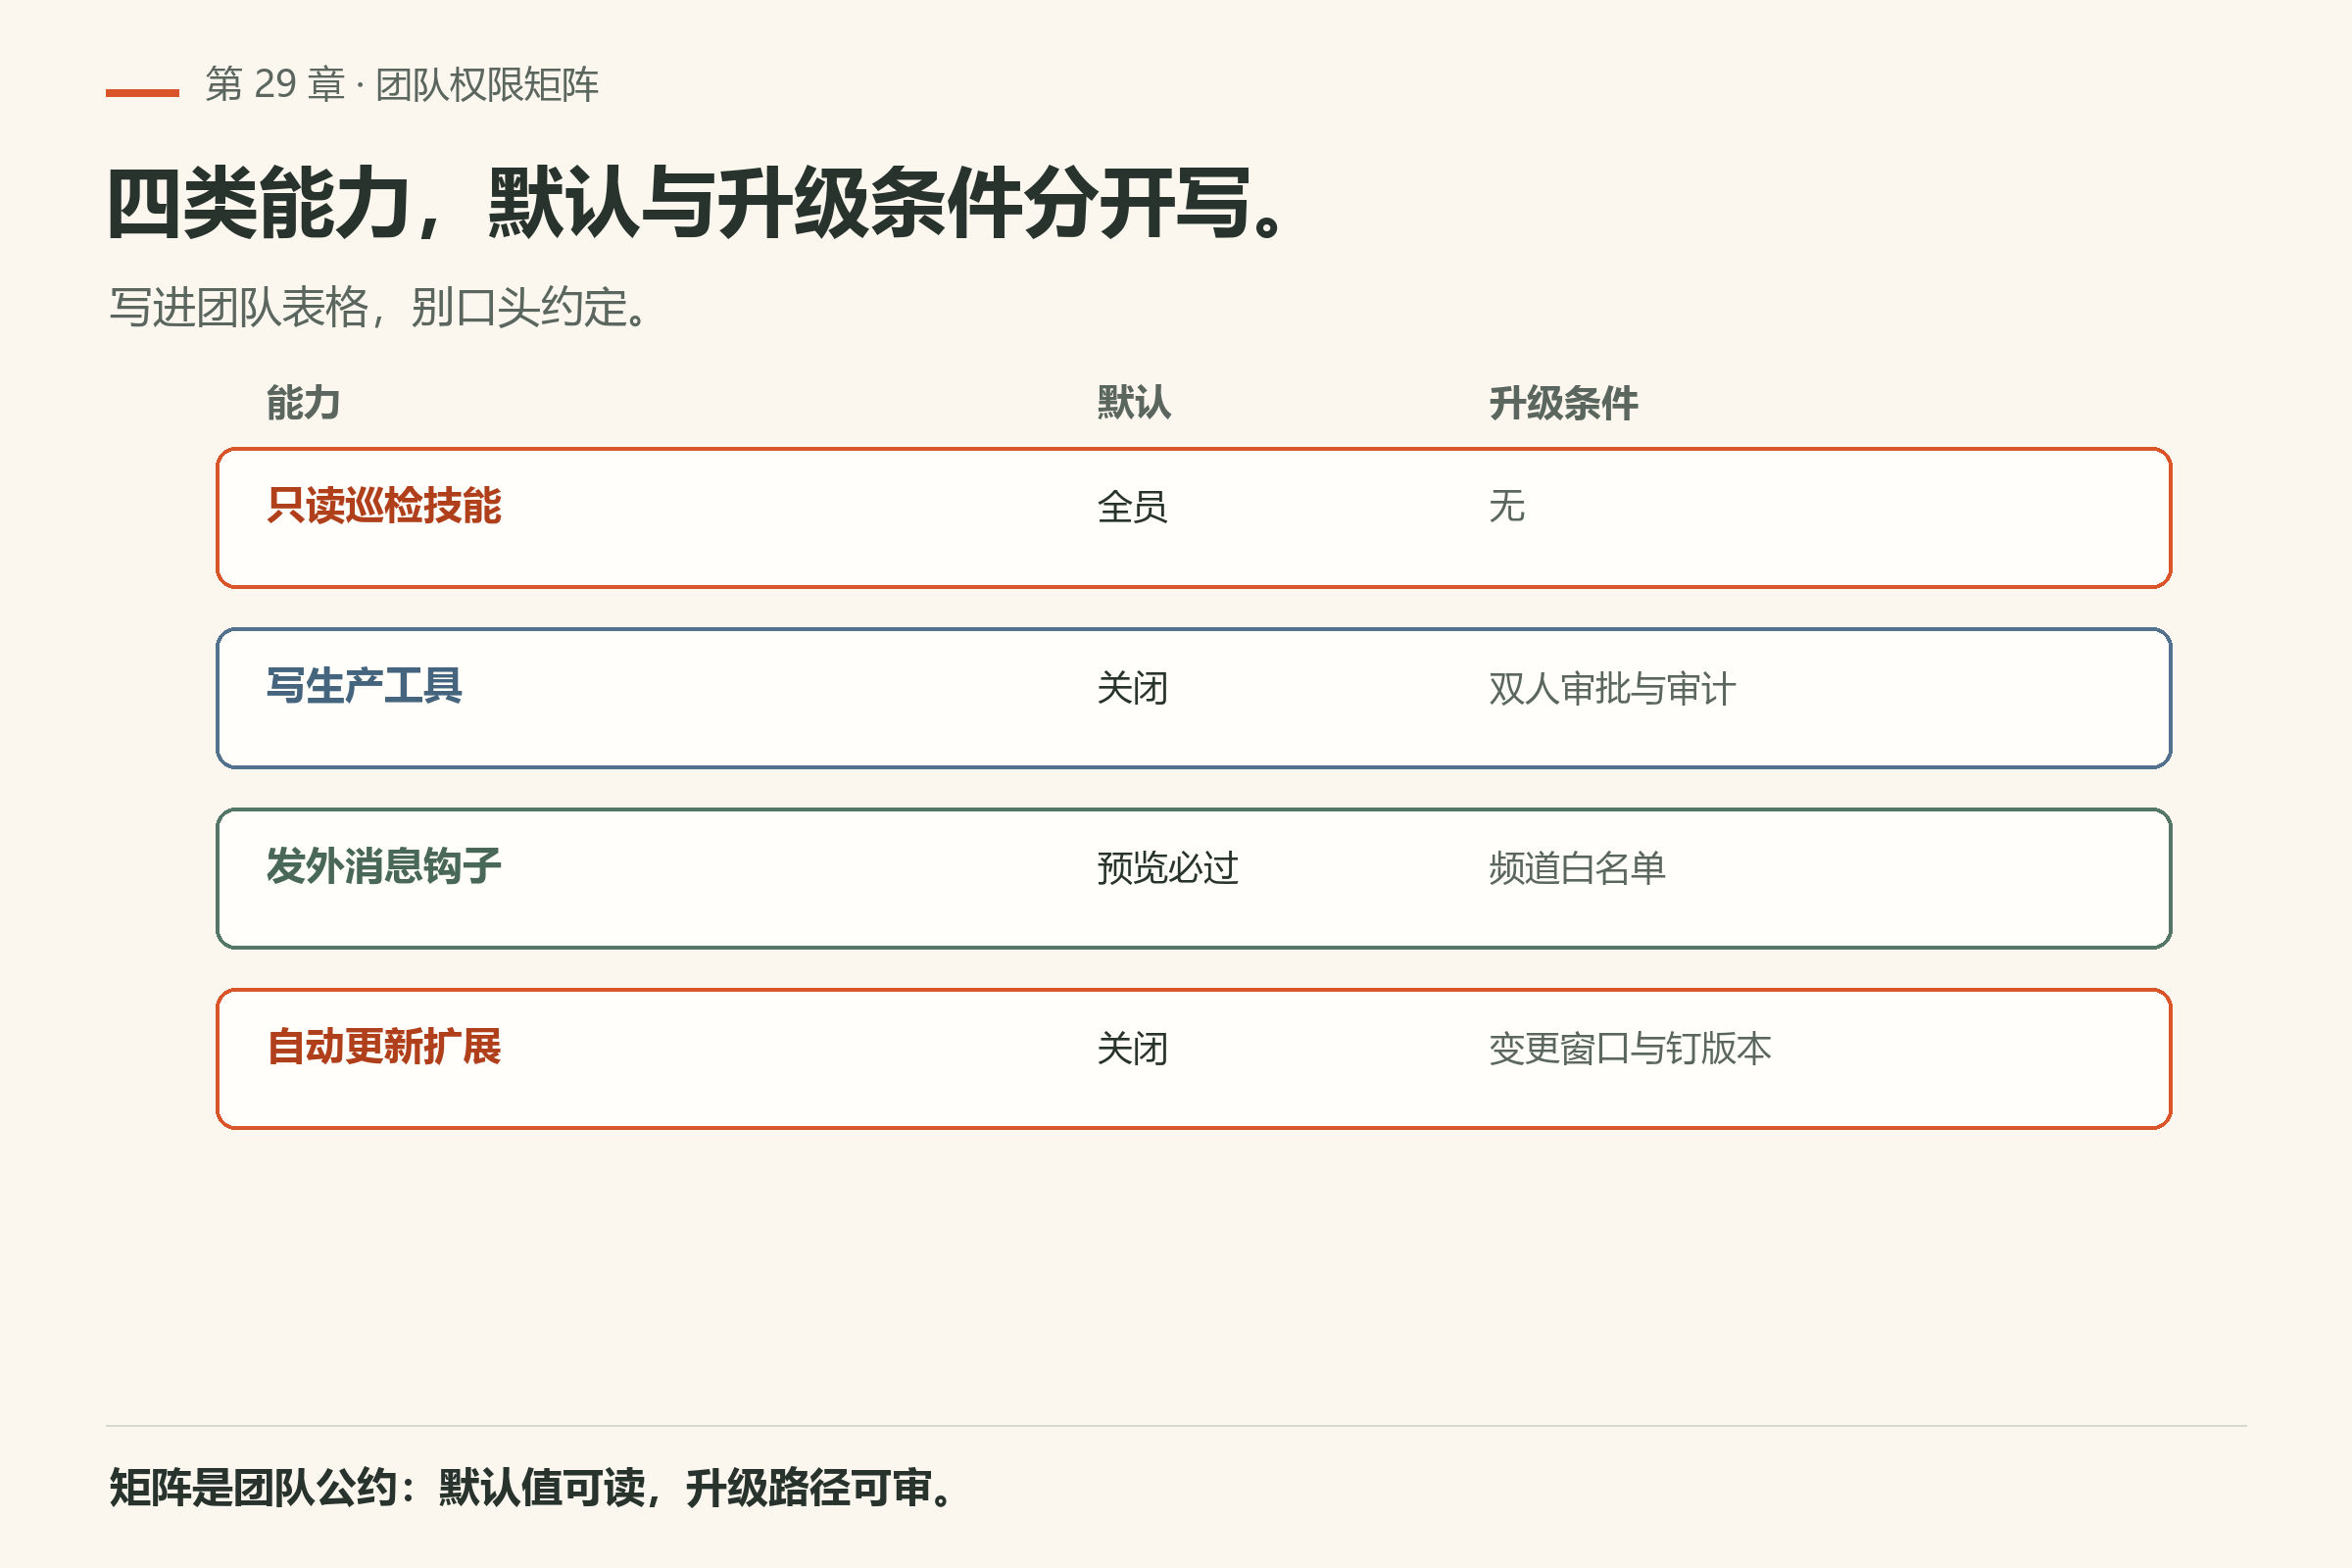 第 29 章 · 团队权限矩阵
四类能力，默认与升级条件分开写。
写进团队表格，别口头约定。
能力 默认 升级条件
只读巡检技能 全员 无
写生产工具 关闭 双人审批与审计
发外消息钩子 预览必过 频道白名单
自动更新扩展 关闭 变更窗口与钉版本
矩阵是团队公约：默认值可读，升级路径可审。